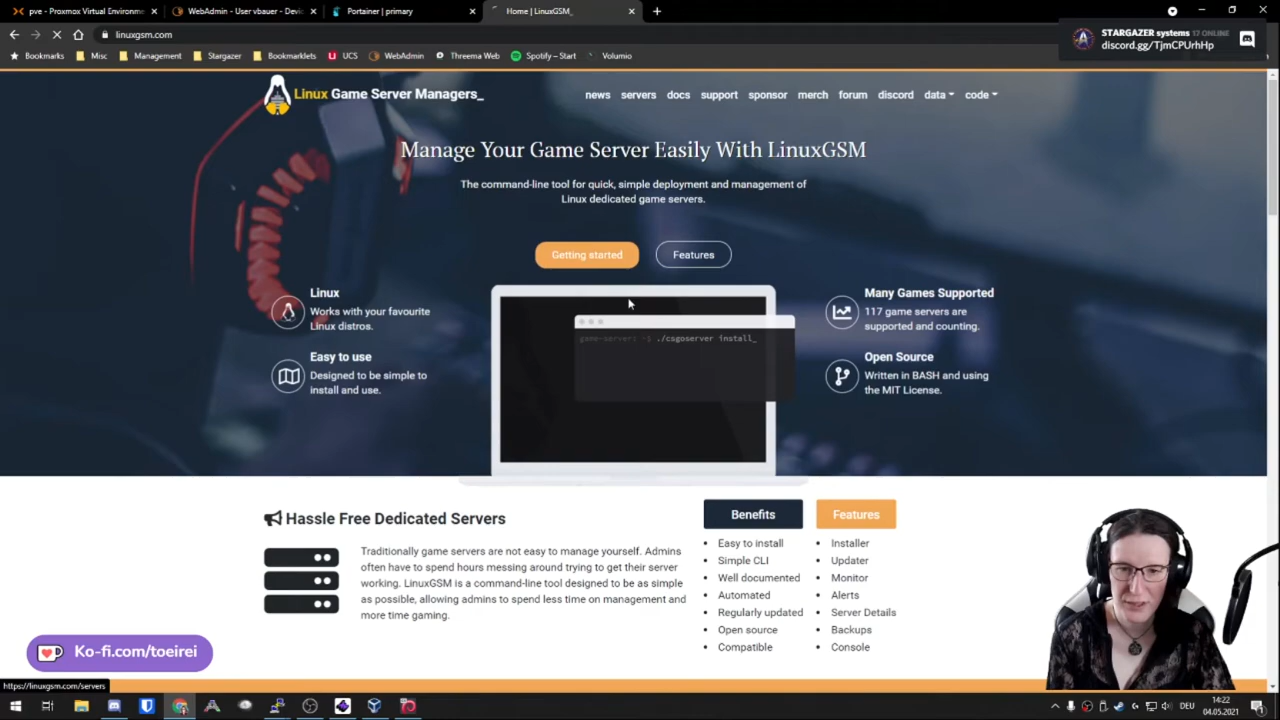 pve - Proxmox Virtual Environme
WebAdmin - User vbauer - Devic
Portainer | primary
Home | LinuxGSM_
linuxgsm.com
STARGAZER systems 17 ONLINE
discord.gg/TjmCPUrhHp
Bookmarks
Misc
Management
Stargazer
Bookmarklets
UCS
WebAdmin
Threema Web
Spotify – Start
Volumio
Linux Game Server Managers_
news
servers
docs
support
sponsor
merch
forum
discord
data
code
Manage Your Game Server Easily With LinuxGSM
The command-line tool for quick, simple deployment and management of
Linux dedicated game servers.
Getting started
Features
Linux
Works with your favourite
Linux distros.
Easy to use
Designed to be simple to
install and use.
game-server: ~$ ./csgoserver install_
Many Games Supported
117 game servers are
supported and counting.
Open Source
Written in BASH and using
the MIT License.
Hassle Free Dedicated Servers
Traditionally game servers are not easy to manage yourself. Admins
often have to spend hours messing around trying to get their server
working. LinuxGSM is a command-line tool designed to be as simple
as possible, allowing admins to spend less time on management and
more time gaming.
Benefits
Easy to install
Simple CLI
Well documented
Automated
Regularly updated
Open source
Compatible
Features
Installer
Updater
Monitor
Alerts
Server Details
Backups
Console
Ko-fi.com/toeirei
https://linuxgsm.com/servers
DEU
14:22
04.05.2021